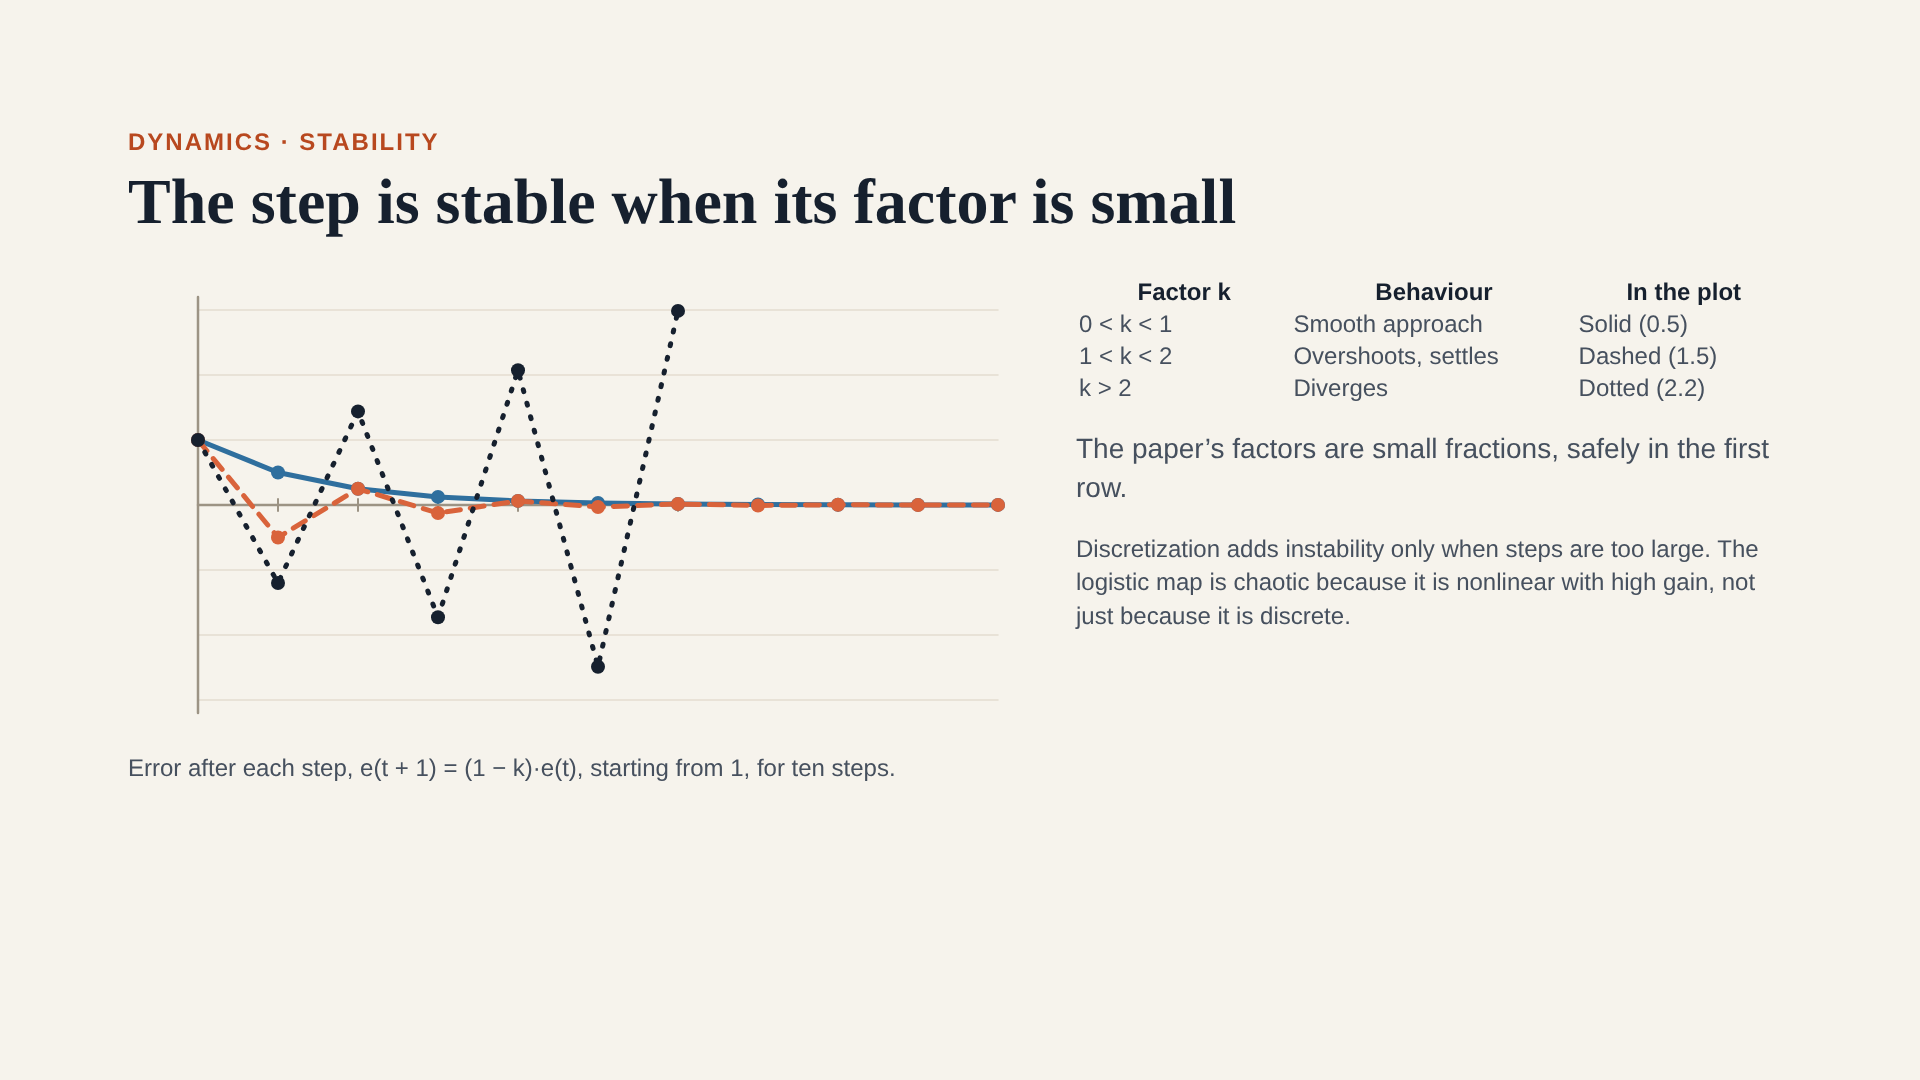 DYNAMICS · STABILITY
The step is stable when its factor is small
Factor k Behaviour In the plot
0 < k < 1 Smooth approach Solid (0.5)
1 < k < 2 Overshoots, settles Dashed (1.5)
k > 2 Diverges Dotted (2.2)
The paper’s factors are small fractions, safely in the first
row.
Discretization adds instability only when steps are too large. The
logistic map is chaotic because it is nonlinear with high gain, not
just because it is discrete.
Error after each step, e(t + 1) = (1 − k)·e(t), starting from 1, for ten steps.